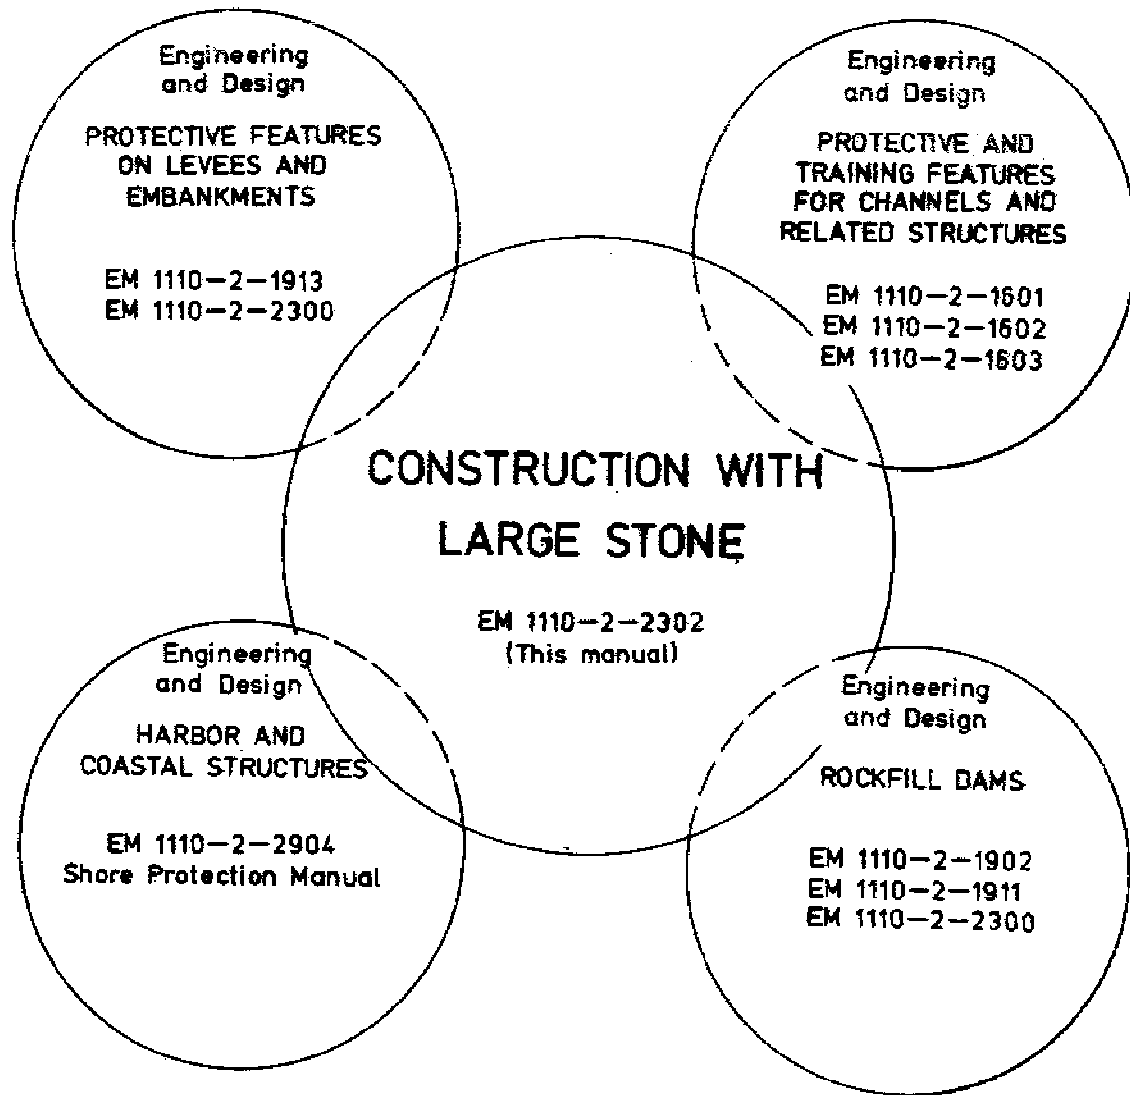 Engineering
and Design
PROTECTIVE FEATURES
ON LEVEES AND
EMBANKMENTS
EM 1110-2-1913
EM 1110-2-2300
Engineering
and Design
PROTECTIVE AND
TRAINING FEATURES
FOR CHANNELS AND
RELATED STRUCTURES
EM 1110-2-1601
EM 1110-2-1602
EM 1110-2-1603
CONSTRUCTION WITH
LARGE STONE
EM 1110-2-2302
(This manual)
Engineering
and Design
HARBOR AND
COASTAL STRUCTURES
EM 1110-2-2904
Shore Protection Manual
Engineering
and Design
ROCKFILL DAMS
EM 1110-2-1902
EM 1110-2-1911
EM 1110-2-2300